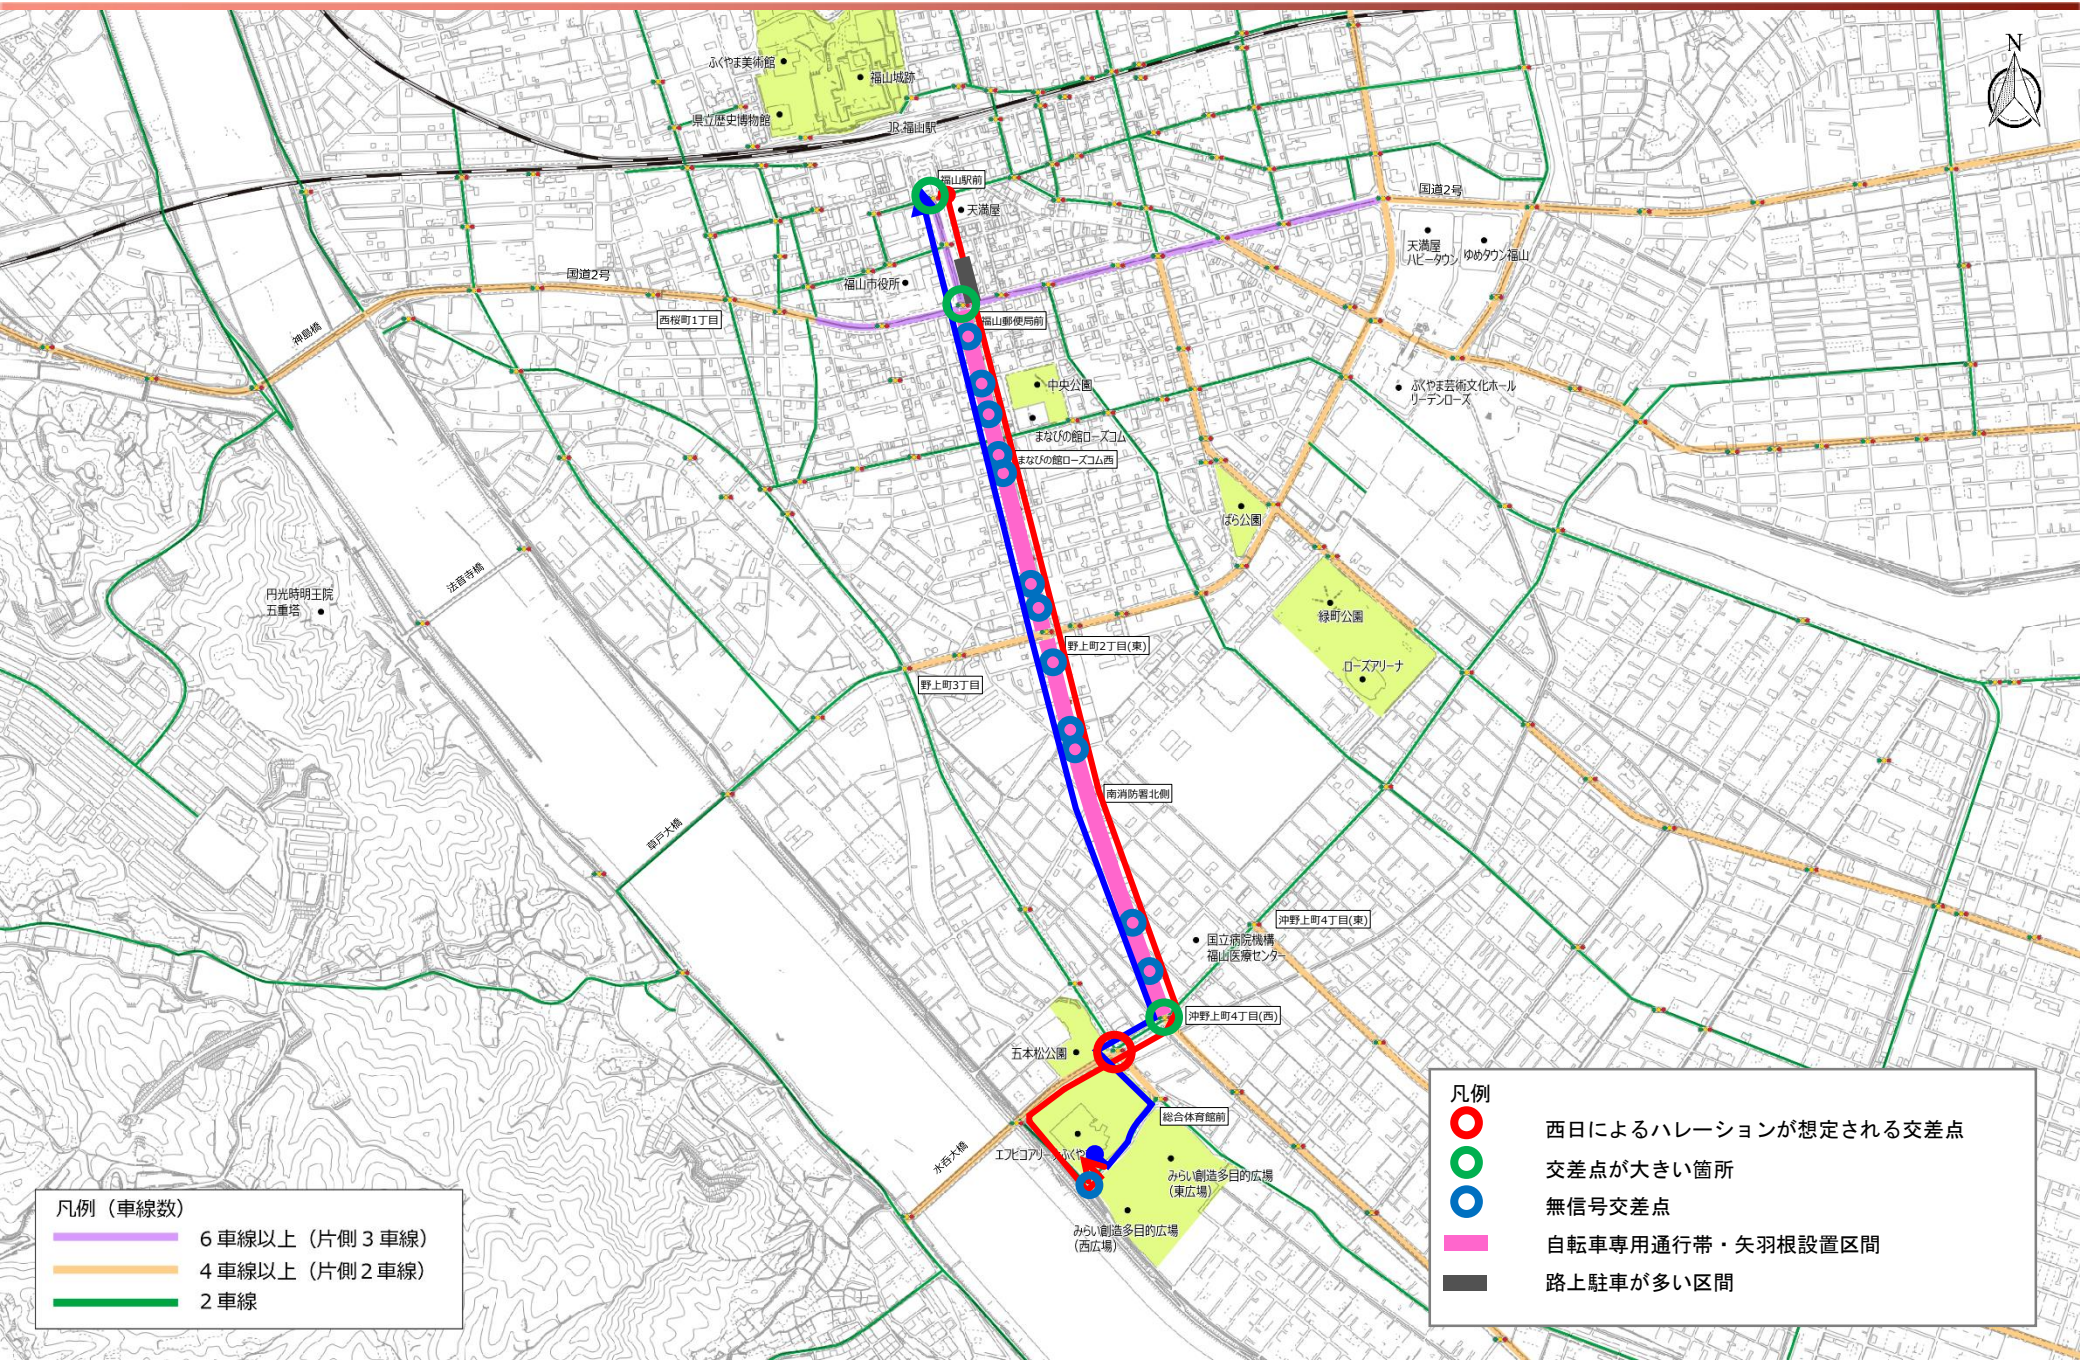 N
ふくやま美術館
福山城跡
県立歴史博物館
JR 福山駅
福山駅前
天満屋
国道2号
天満屋
ハピータウン
ゆめタウン福山
国道2号
福山市役所
西桜町1丁目
福山郵便局前
神島橋
中央公園
ふくやま芸術文化ホール
リーデンローズ
まなびの館ローズコム
まなびの館ローズコム西
ばら公園
法音寺橋
円光時明王院
五重塔
緑町公園
野上町2丁目(東)
ローズアリーナ
野上町3丁目
南消防署北側
草戸大橋
沖野上町4丁目(東)
国立病院機構
福山医療センター
沖野上町4丁目(西)
五本松公園
総合体育館前
水呑大橋
エフピコアリーナふくやま
みらい創造多目的広場
(東広場)
みらい創造多目的広場
(西広場)
凡例
西日によるハレーションが想定される交差点
交差点が大きい箇所
無信号交差点
自転車専用通行帯・矢羽根設置区間
路上駐車が多い区間
凡例（車線数）
６車線以上（片側３車線）
４車線以上（片側２車線）
２車線